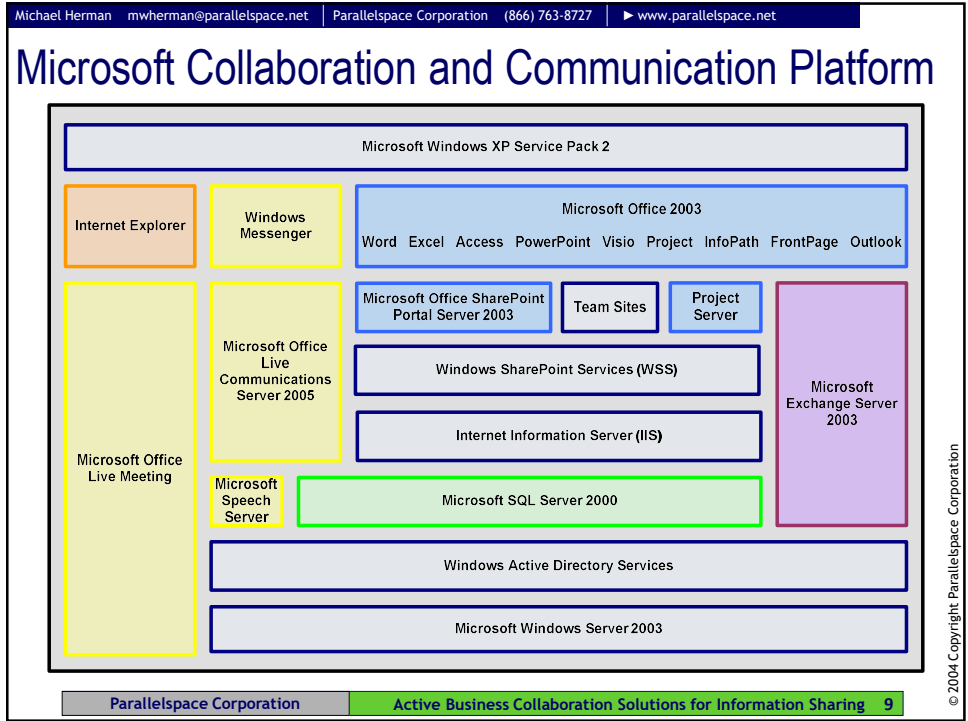 Michael Herman mwherman@parallelspace.net Parallelspace Corporation (866) 763-8727 ► www.parallelspace.net
Microsoft Collaboration and Communication Platform
Microsoft Windows XP Service Pack 2
Internet Explorer
Windows
Messenger
Microsoft Office 2003
Word Excel Access PowerPoint Visio Project InfoPath FrontPage Outlook
Microsoft Office
Live Meeting
Microsoft Office
Live
Communications
Server 2005
Microsoft Office SharePoint
Portal Server 2003
Team Sites
Project
Server
Windows SharePoint Services (WSS)
Internet Information Server (IIS)
Microsoft
Exchange Server
2003
Microsoft
Speech
Server
Microsoft SQL Server 2000
Windows Active Directory Services
Microsoft Windows Server 2003
Parallelspace Corporation
Active Business Collaboration Solutions for Information Sharing 9
© 2004 Copyright Parallelspace Corporation